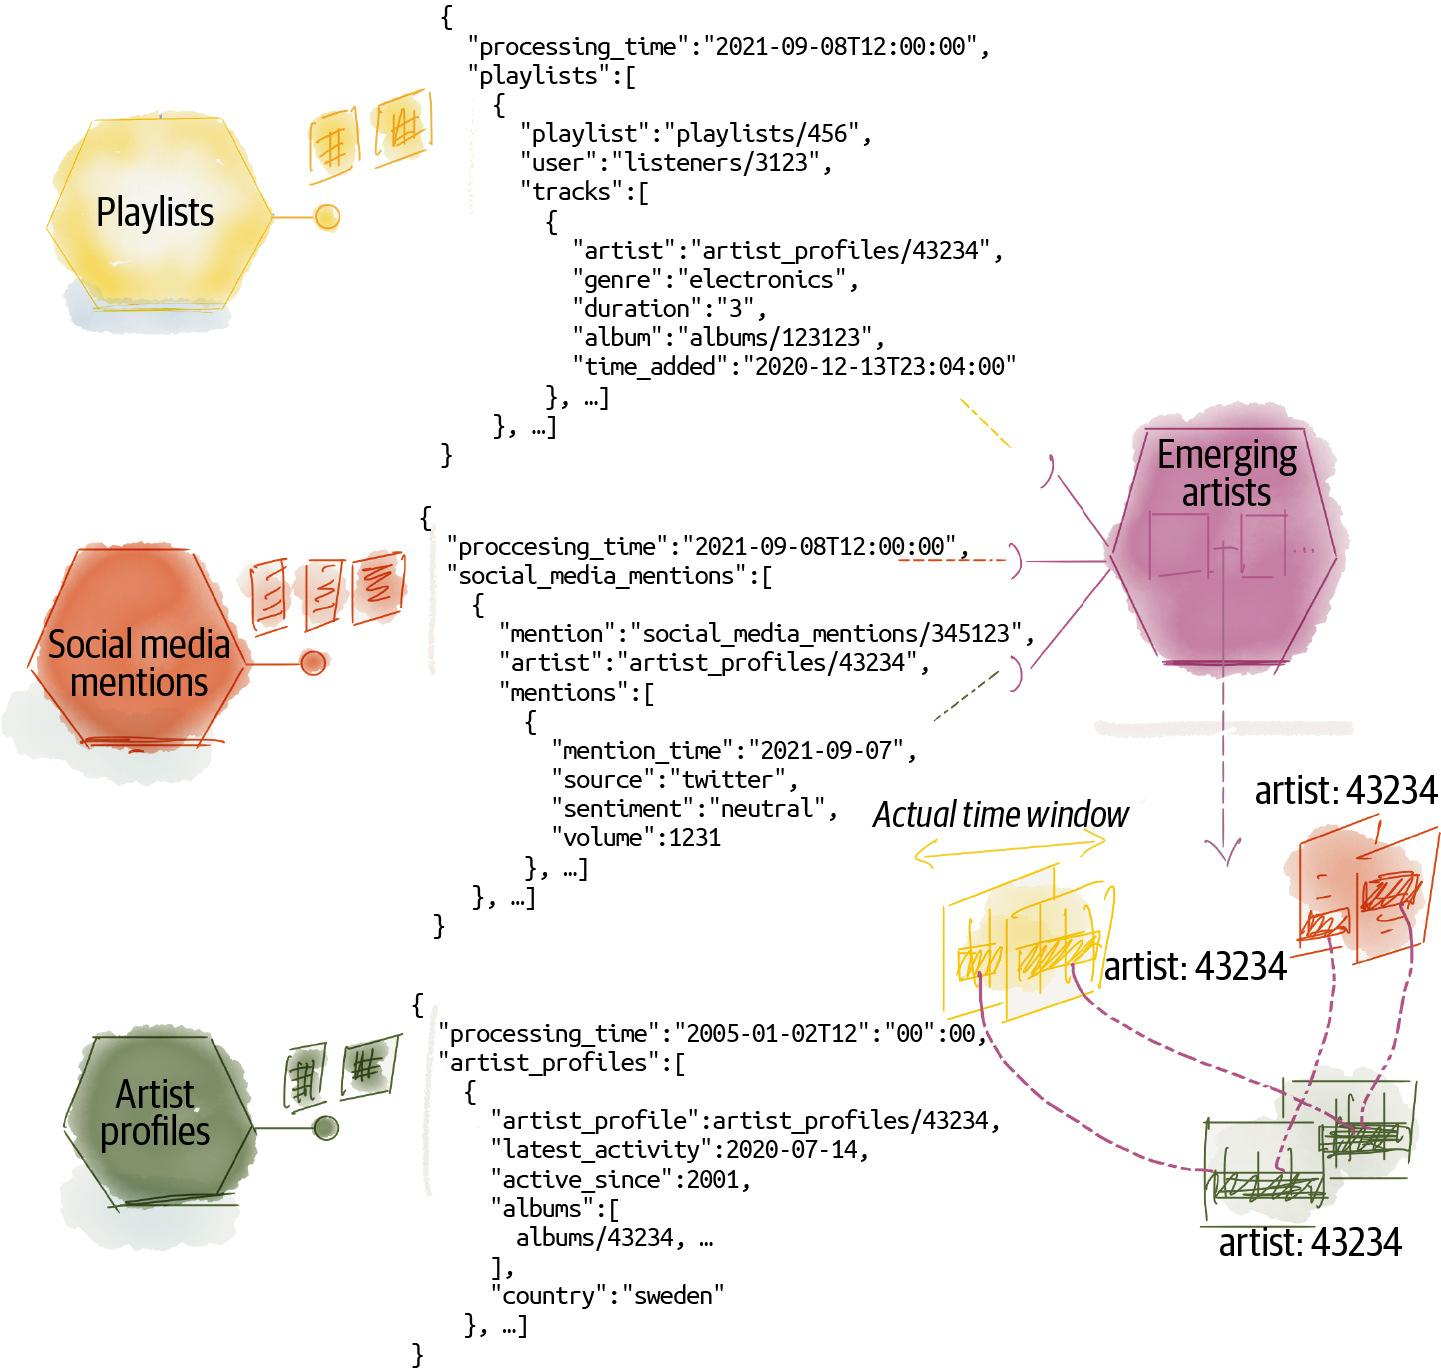 Playlists
{
"processing_time":"2021-09-08T12:00:00",
"playlists":[
{
"playlist":"playlists/456",
"user":"listeners/3123",
"tracks":[
{
"artist":"artist_profiles/43234",
"genre":"electronics",
"duration":"3",
"album":"albums/123123",
"time_added":"2020-12-13T23:04:00"
}, …]
}, …]
}
Social media
mentions
{
"proccesing_time":"2021-09-08T12:00:00",
"social_media_mentions":[
{
"mention":"social_media_mentions/345123",
"artist":"artist_profiles/43234",
"mentions":[
{
"mention_time":"2021-09-07",
"source":"twitter",
"sentiment":"neutral",
"volume":1231
}, …]
}, …]
}
Artist
profiles
{
"processing_time":"2005-01-02T12":"00":00,
"artist_profiles":[
{
"artist_profile":artist_profiles/43234,
"latest_activity":2020-07-14,
"active_since":2001,
"albums":[
albums/43234, …
],
"country":"sweden"
}, …]
}
Emerging
artists
Actual time window
artist: 43234
artist: 43234
artist: 43234